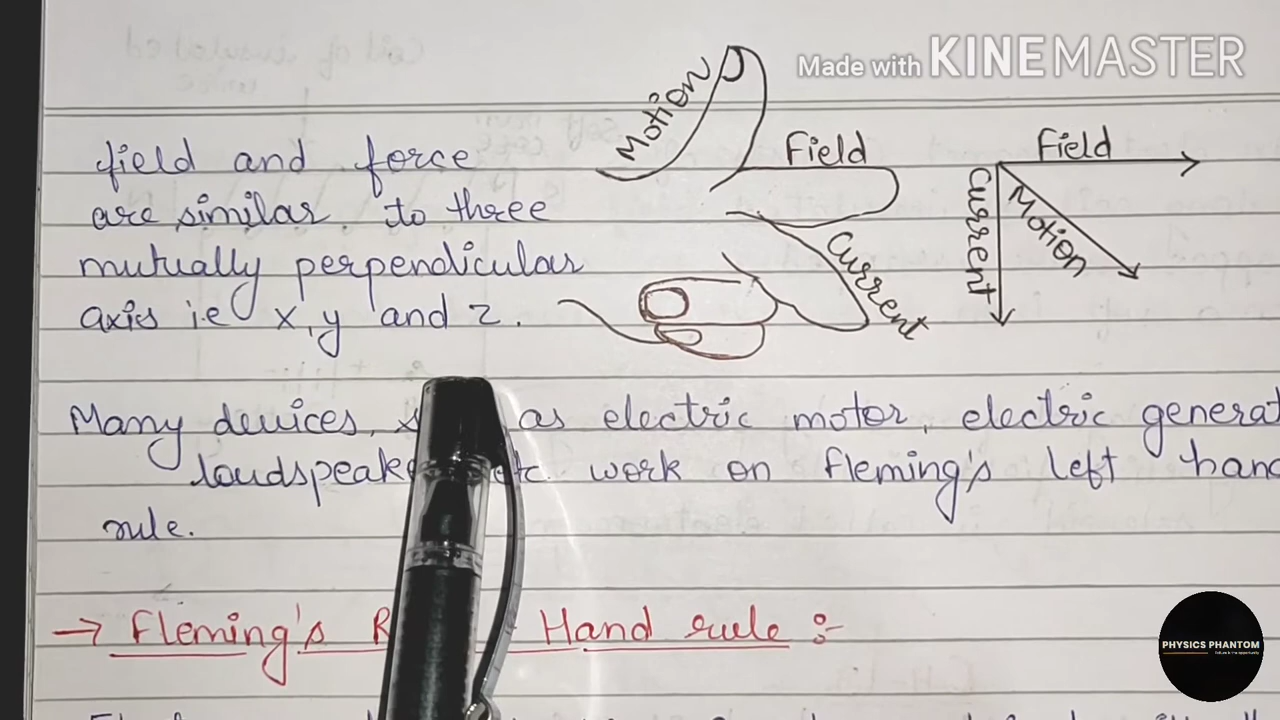 Made with KINEMASTER
Motion
Field
Current
Field
Current
Motion
field and force
are similar to three
mutually perpendicular
axis i.e x, y and z.
Many devices, as electric motor, electric generat
loudspeake etc work on Fleming's left hand
rule.
→ Fleming's R Hand rule :-
PHYSICS PHANTOM